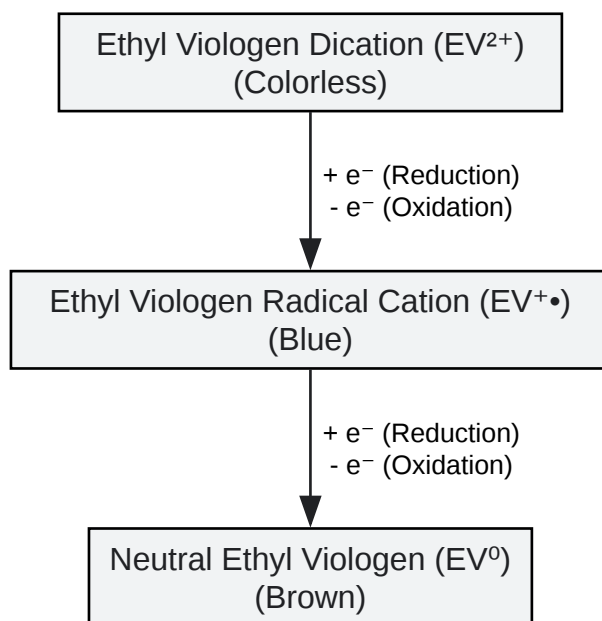 Ethyl Viologen Dication (EV²⁺)
(Colorless)
+ e⁻ (Reduction)
- e⁻ (Oxidation)
Ethyl Viologen Radical Cation (EV⁺•)
(Blue)
+ e⁻ (Reduction)
- e⁻ (Oxidation)
Neutral Ethyl Viologen (EV⁰)
(Brown)